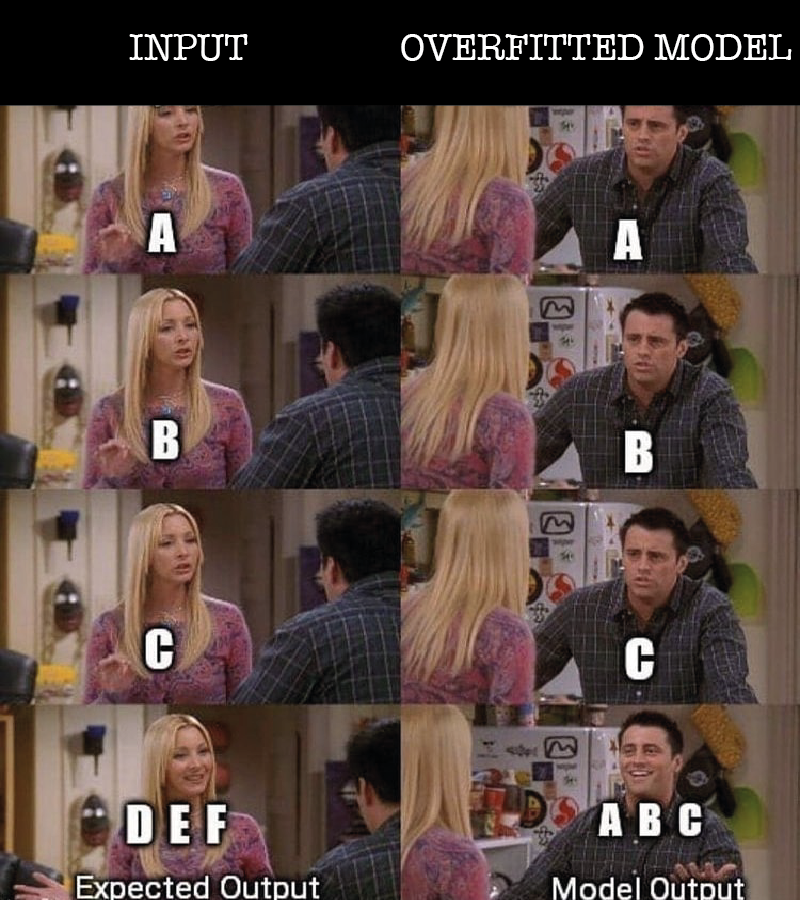 INPUT OVERFITTED MODEL
A A
B B
C C
D E F A B C
Expected Output Model Output